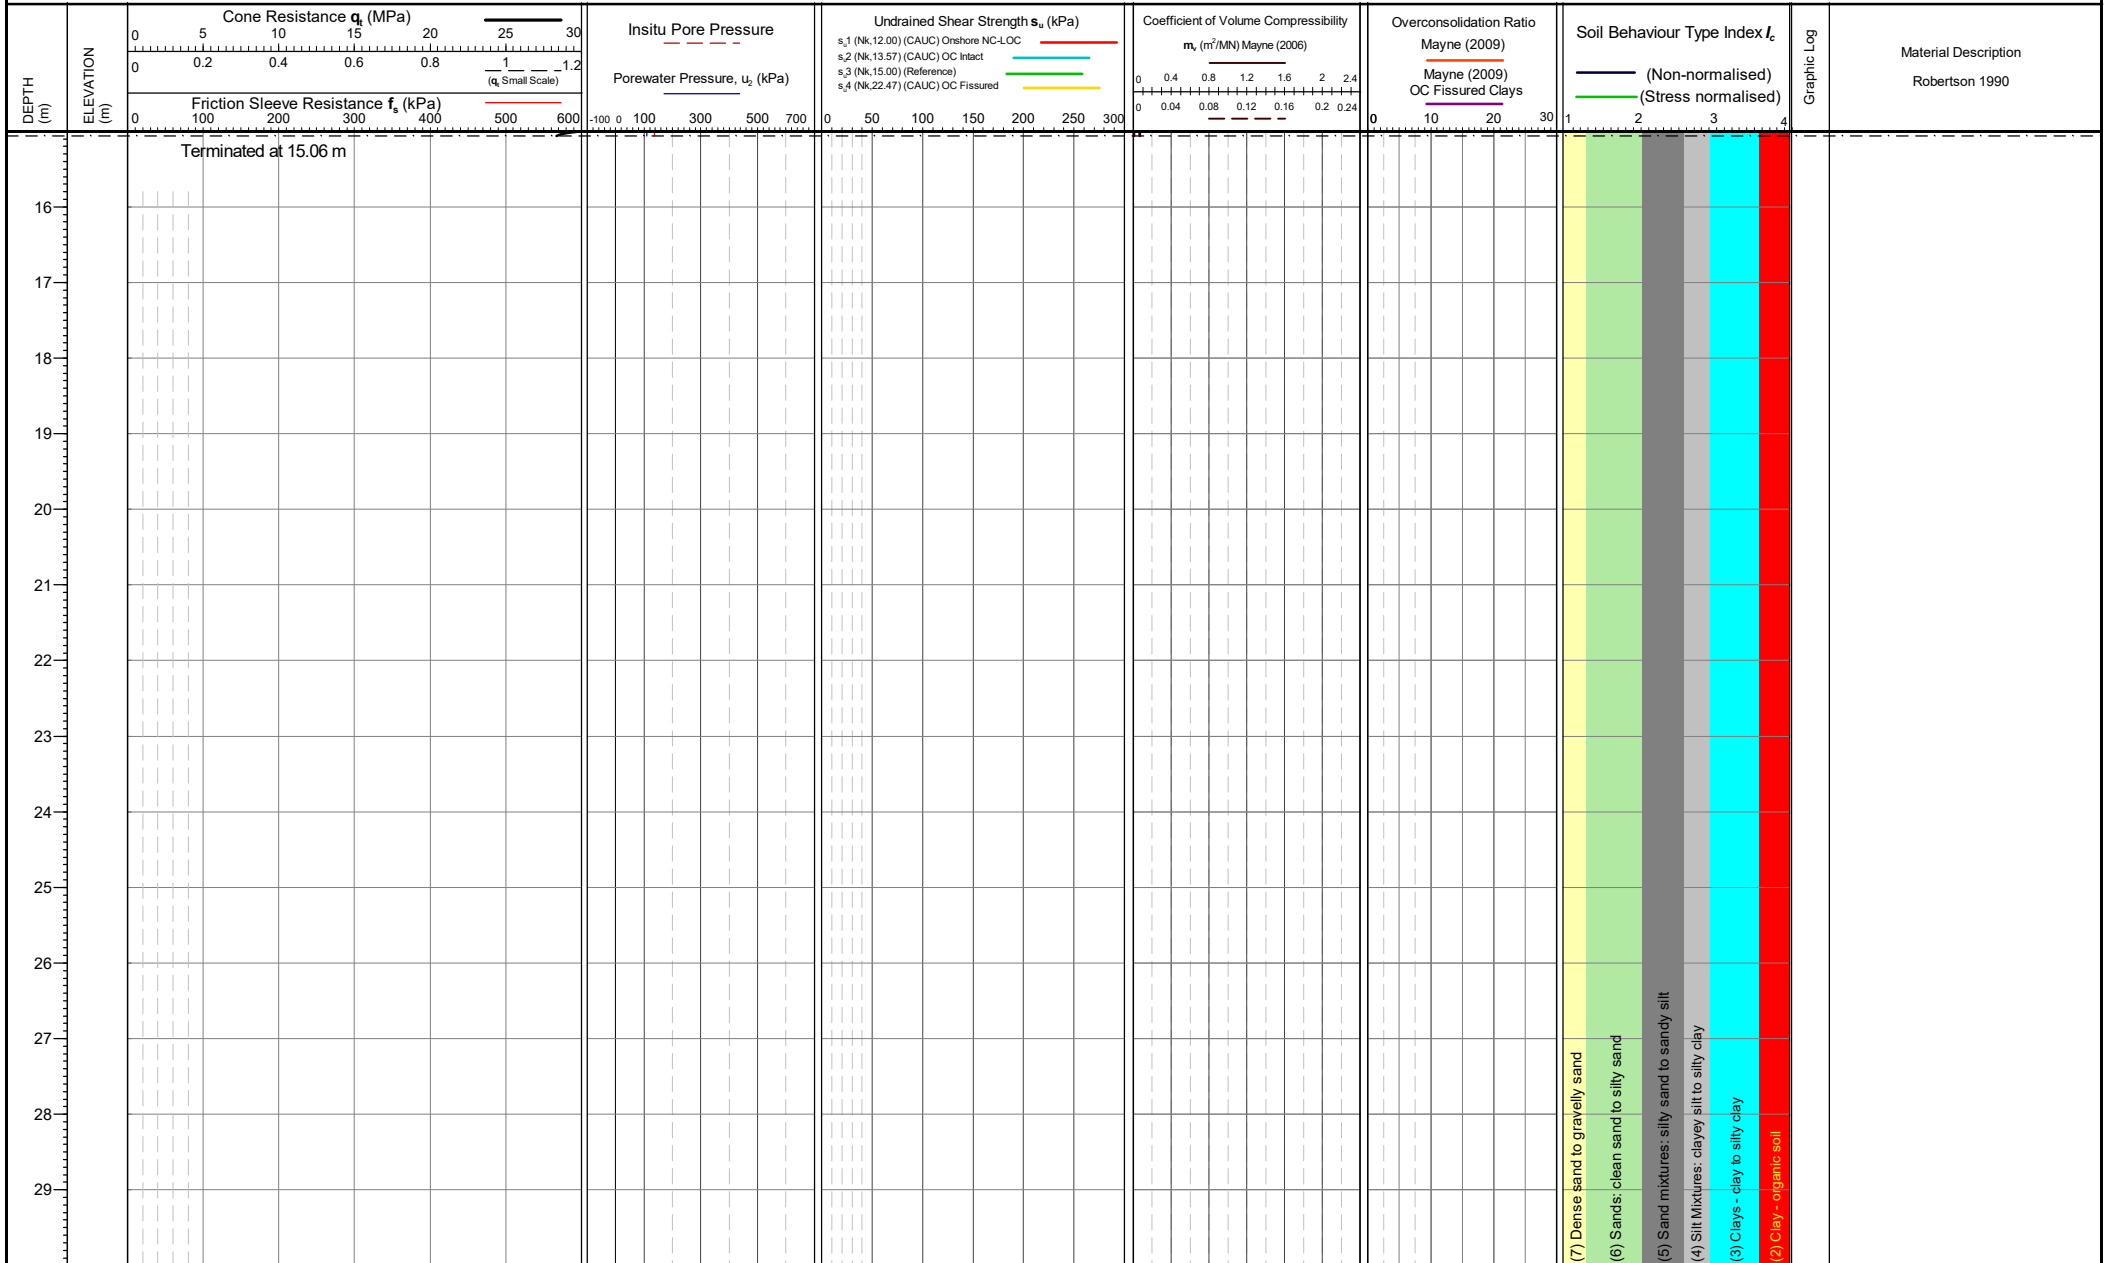 DEPTH
(m)
ELEVATION
(m)
Cone Resistance qt (MPa)
0 5 10 15 20 25 30
0 0.2 0.4 0.6 0.8 1 1.2
(qt Small Scale)
Friction Sleeve Resistance fs (kPa)
0 100 200 300 400 500 600
Insitu Pore Pressure
Porewater Pressure, u2 (kPa)
-100 0 100 300 500 700
Undrained Shear Strength su (kPa)
su1 (Nk,12.00) (CAUC) Onshore NC-LOC
su2 (Nk,13.57) (CAUC) OC Intact
su3 (Nk,15.00) (Reference)
su4 (Nk,22.47) (CAUC) OC Fissured
0 50 100 150 200 250 300
Coefficient of Volume Compressibility
mv (m²/MN) Mayne (2006)
0 0.4 0.8 1.2 1.6 2 2.4
0 0.04 0.08 0.12 0.16 0.2 0.24
Overconsolidation Ratio
Mayne (2009)
Mayne (2009)
OC Fissured Clays
0 10 20 30
Soil Behaviour Type Index Ic
(Non-normalised)
(Stress normalised)
1 2 3 4
Graphic Log
Material Description
Robertson 1990
Terminated at 15.06 m
16
17
18
19
20
21
22
23
24
25
26
27
28
29
(7) Dense sand to gravelly sand
(6) Sands: clean sand to silty sand
(5) Sand mixtures: silty sand to sandy silt
(4) Silt Mixtures: clayey silt to silty clay
(3) Clays - clay to silty clay
(2) Clay - organic soil